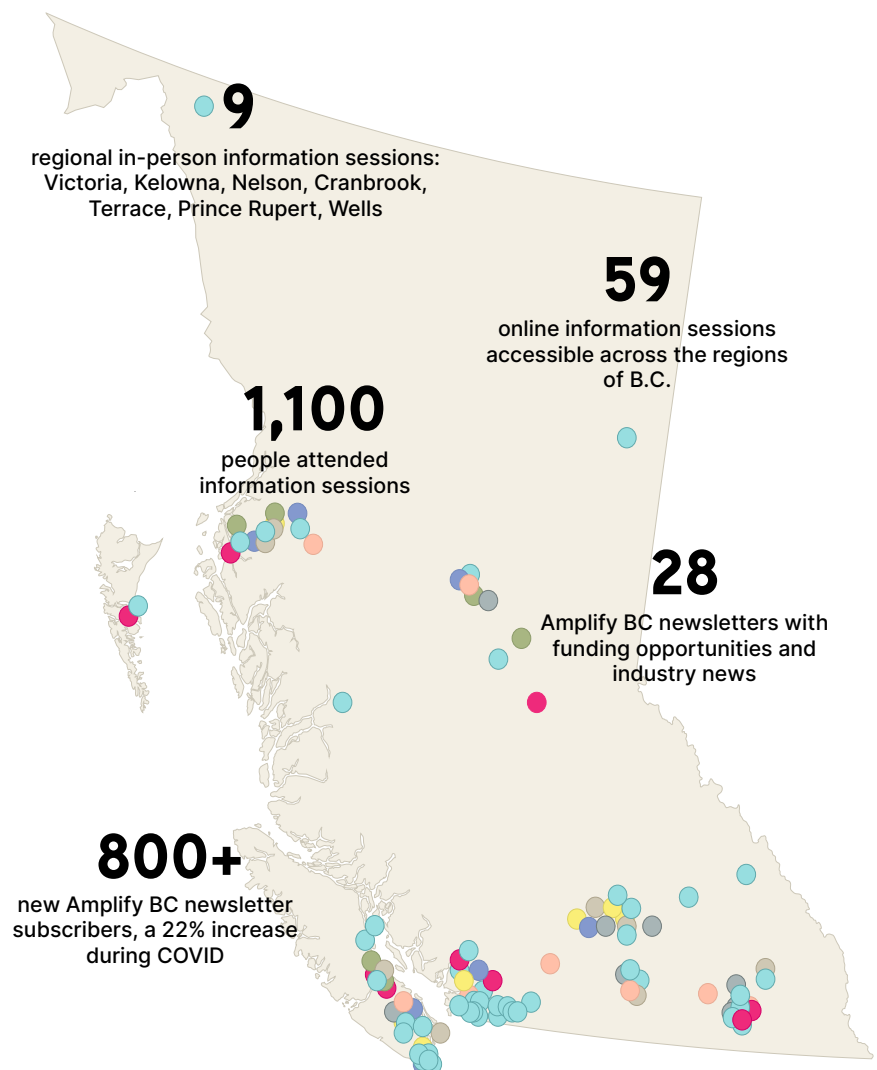 9
regional in-person information sessions:
Victoria, Kelowna, Nelson, Cranbrook,
Terrace, Prince Rupert, Wells
59
online information sessions
accessible across the regions
of B.C.
1,100
people attended
information sessions
28
Amplify BC newsletters with
funding opportunities and
industry news
800+
new Amplify BC newsletter
subscribers, a 22% increase
during COVID